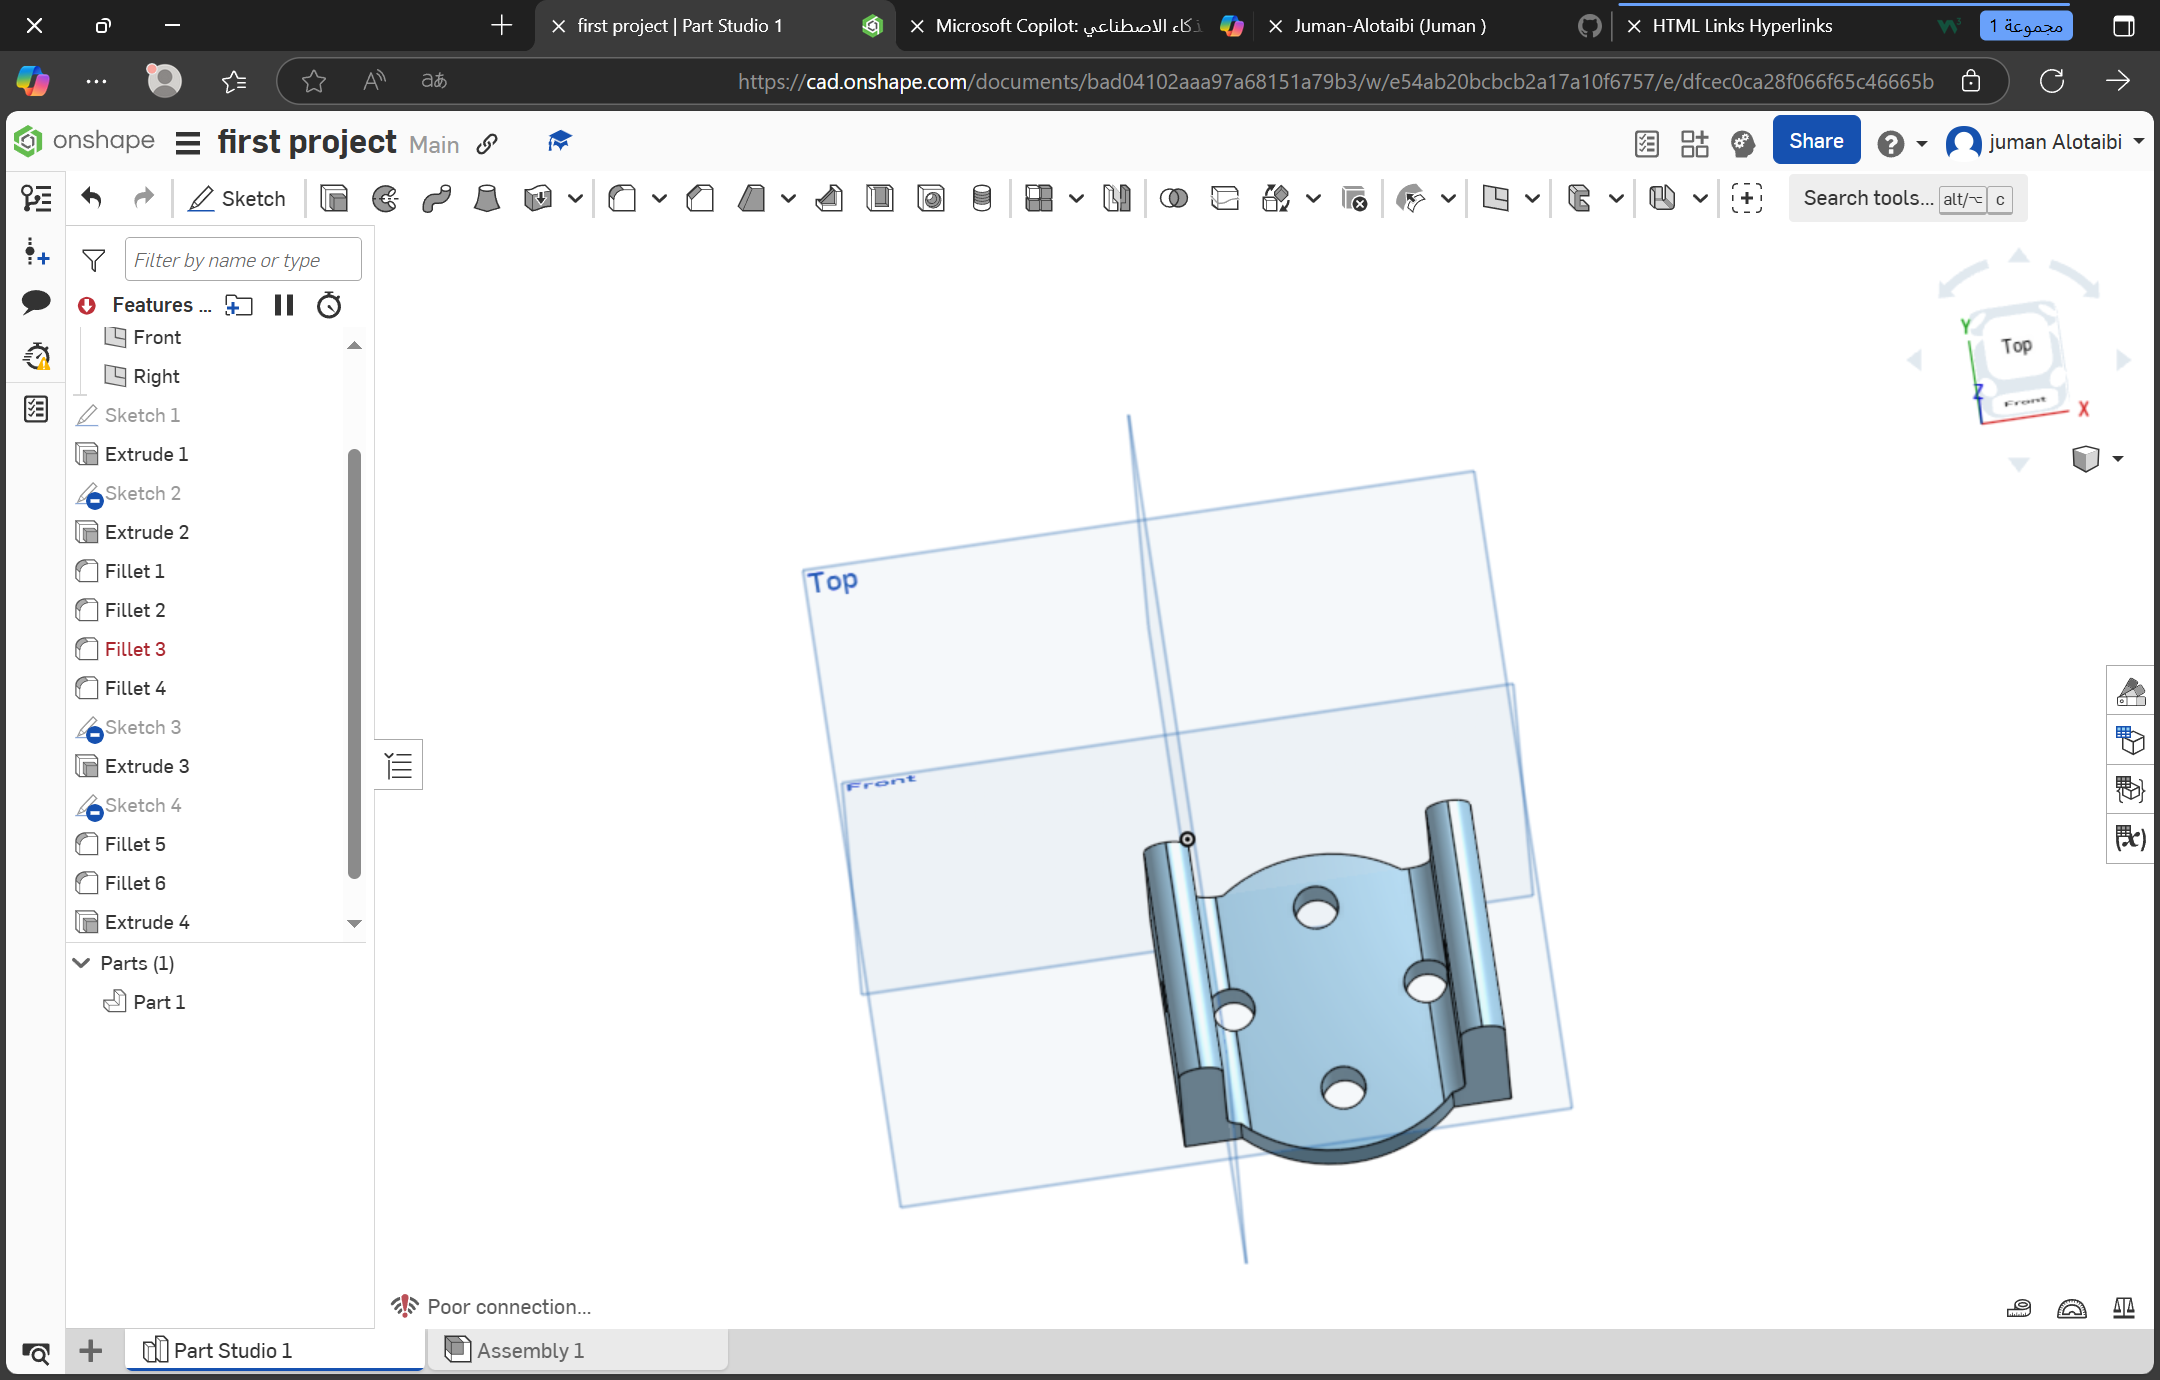 first project | Part Studio 1
Microsoft Copilot: ذكاء الاصطناعي
Juman-Alotaibi (Juman )
HTML Links Hyperlinks
مجموعة 1
https://cad.onshape.com/documents/bad04102aaa97a68151a79b3/w/e54ab20bcbcb2a17a10f6757/e/dfcec0ca28f066f65c46665b
onshape
first project Main
Share
juman Alotaibi
Sketch
Search tools... alt/⌥ c
Filter by name or type
Features ...
Front
Right
Sketch 1
Extrude 1
Sketch 2
Extrude 2
Fillet 1
Fillet 2
Fillet 3
Fillet 4
Sketch 3
Extrude 3
Sketch 4
Fillet 5
Fillet 6
Extrude 4
Parts (1)
Part 1
Top
Front
Y
Top
Z
Front
X
Poor connection...
Part Studio 1
Assembly 1